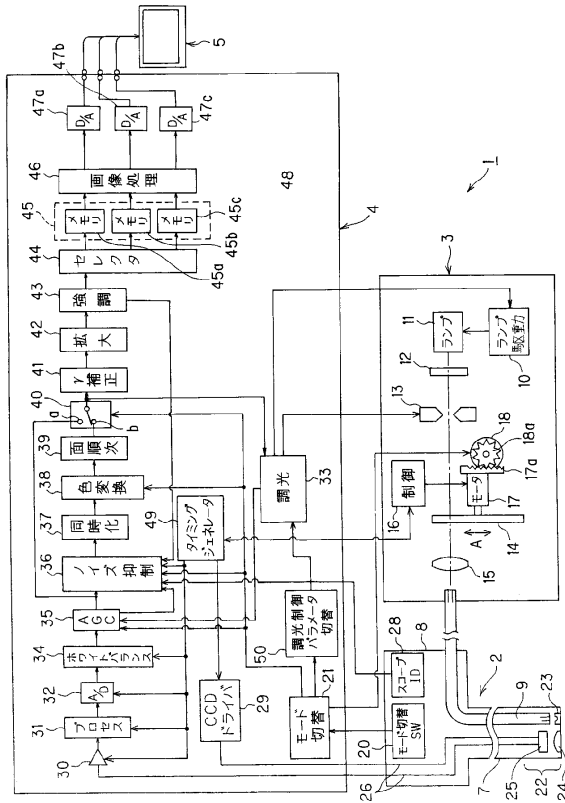 5
47a
47b
D/A
D/A
D/A
47c
46
画像処理
48
45
メモリ
メモリ
メモリ
45c
45b
45a
44
セレクタ
43
強調
42
拡大
41
γ補正
40
a
b
39
面順次
38
色変換
37
同時化
36
ノイズ抑制
35
AGC
34
ホワイトバランス
32
A/D
31
プロセス
30
49
タイミングジェネレータ
33
調光
調光制御パラメータ切替
50
29
CCDドライバ
21
モード切替
20
モード切替SW
28
スコープID
8
26
4
1
3
11
ランプ
ランプ駆動力
10
12
13
18
18a
17a
モータ
17
制御
16
14
A
15
2
9
7
25
22
23
24